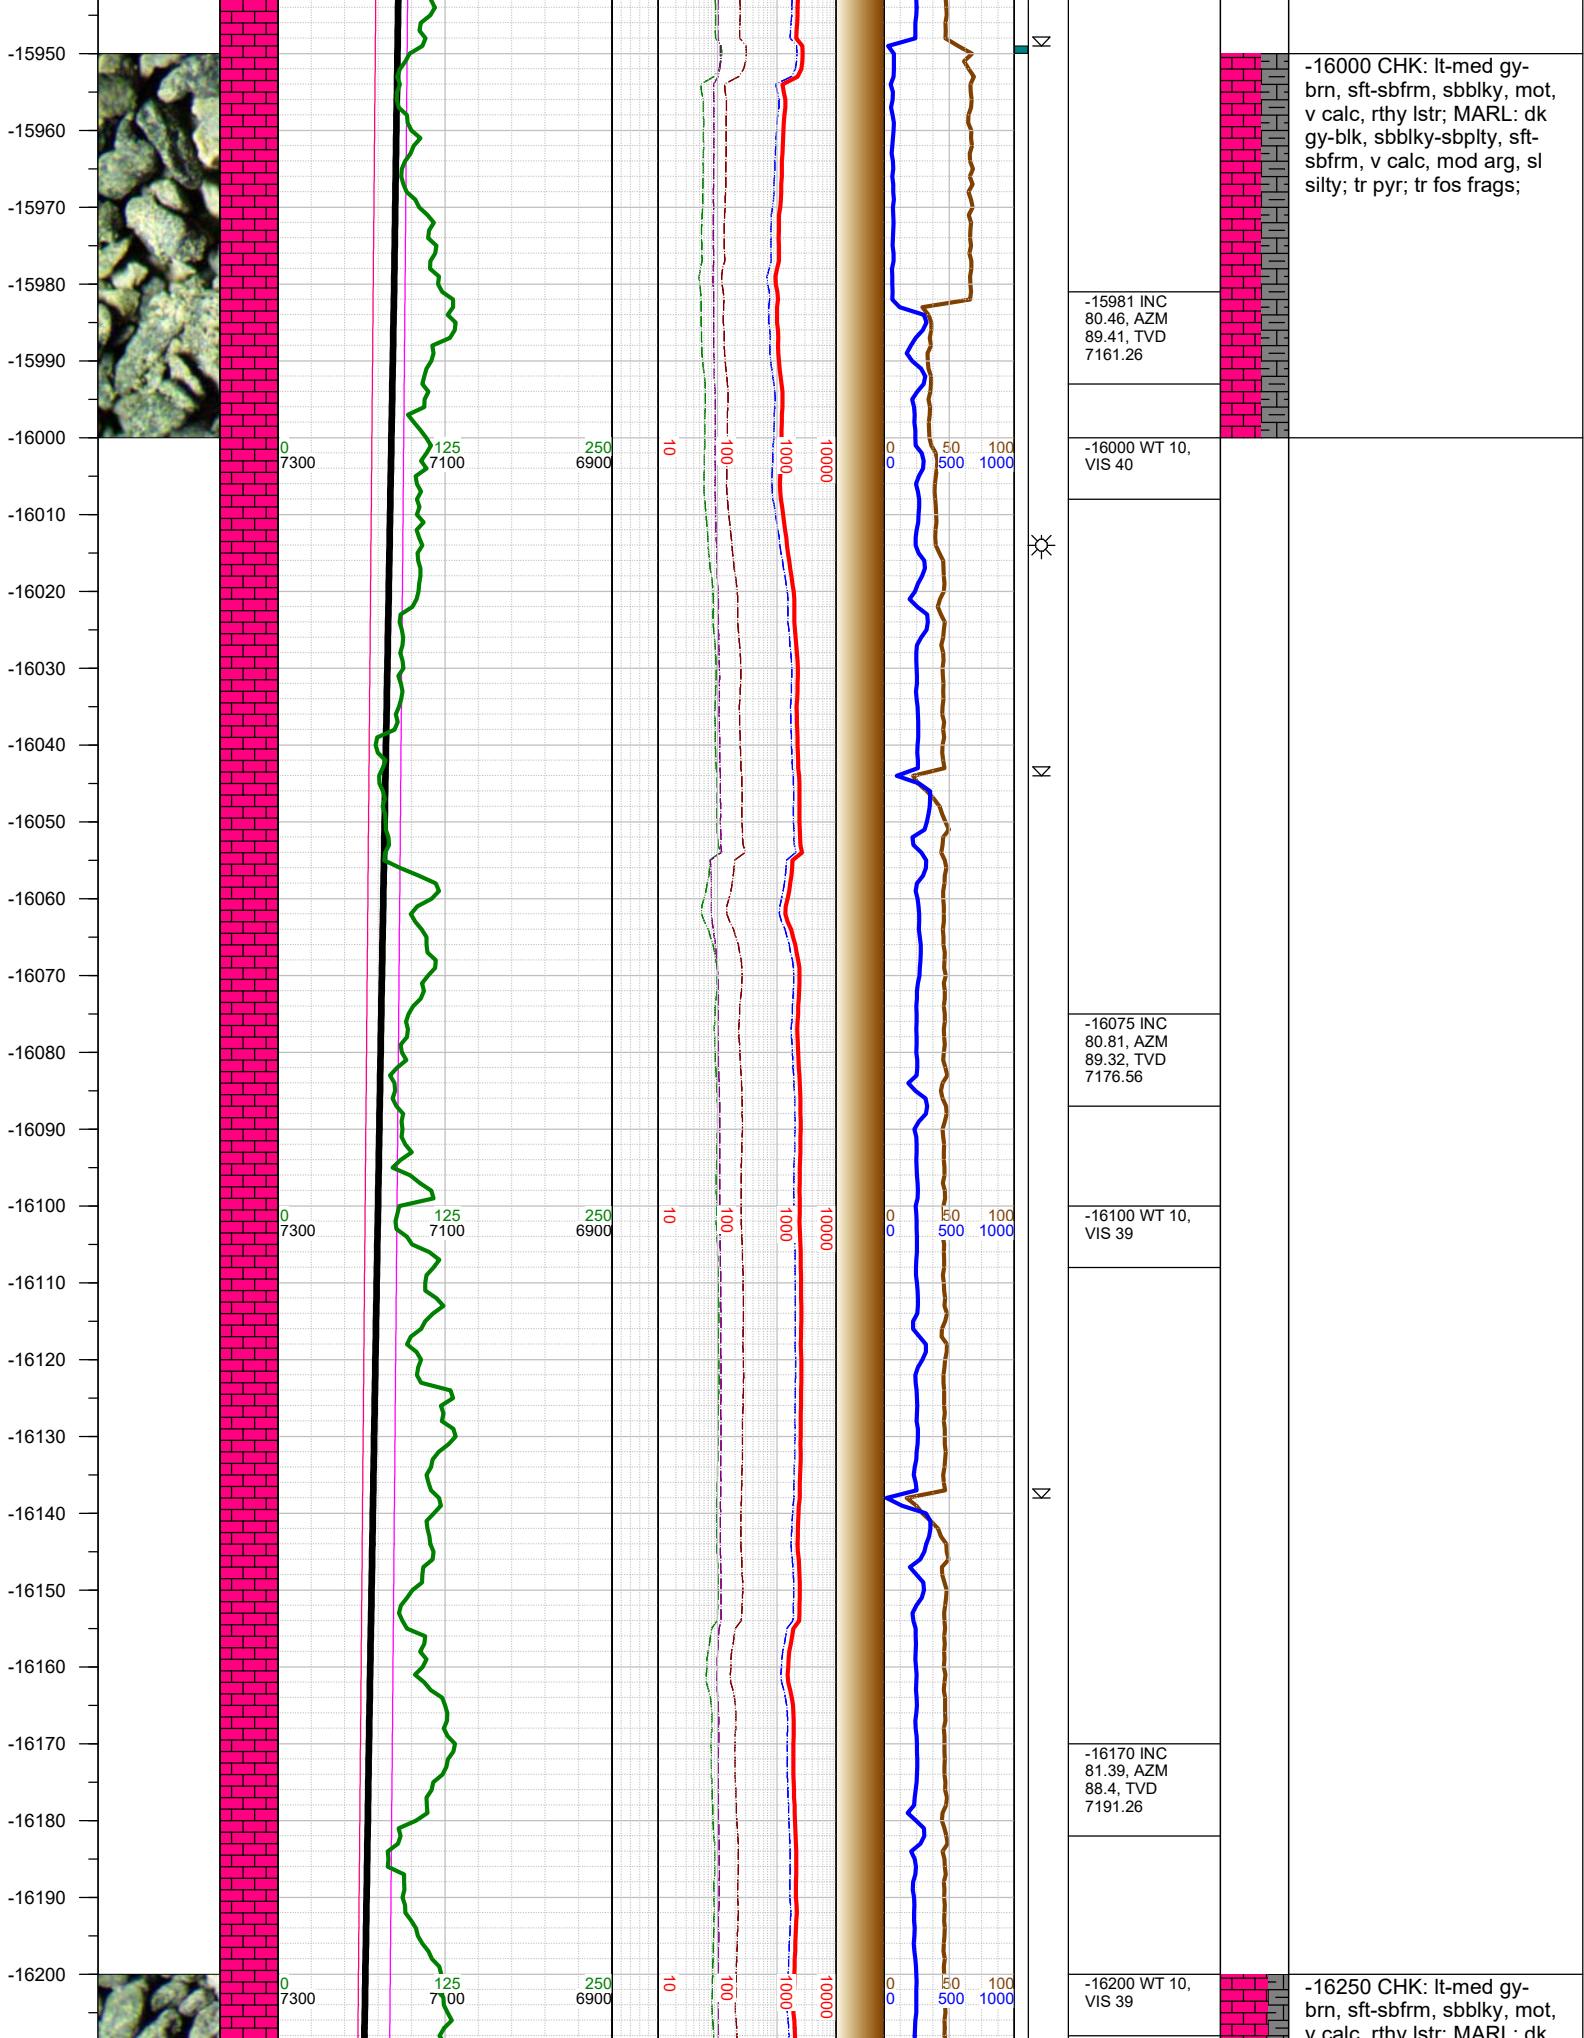 -15950
-16000 CHK: lt-med gy-
brn, sft-sbfrm, sbblky, mot,
v calc, rthy lstr; MARL: dk
gy-blk, sbblky-sbplty, sft-
sbfrm, v calc, mod arg, sl
silty; tr pyr; tr fos frags;
-15960
-15970
-15980
-15981 INC
80.46, AZM
89.41, TVD
7161.26
-15990
-16000
0 125 250
7300 7100 6900
10 100 1000 10000
0 50 100
0 500 1000
-16000 WT 10,
VIS 40
-16010
-16020
-16030
-16040
-16050
-16060
-16070
-16075 INC
80.81, AZM
89.32, TVD
7176.56
-16080
-16090
-16100
0 125 250
7300 7100 6900
10 100 1000 10000
0 50 100
0 500 1000
-16100 WT 10,
VIS 39
-16110
-16120
-16130
-16140
-16150
-16160
-16170
-16170 INC
81.39, AZM
88.4, TVD
7191.26
-16180
-16190
-16200
0 125 250
7300 7100 6900
10 100 1000 10000
0 50 100
0 500 1000
-16200 WT 10,
VIS 39
-16250 CHK: lt-med gy-
brn, sft-sbfrm, sbblky, mot,
v calc, rthy lstr; MARL: dk